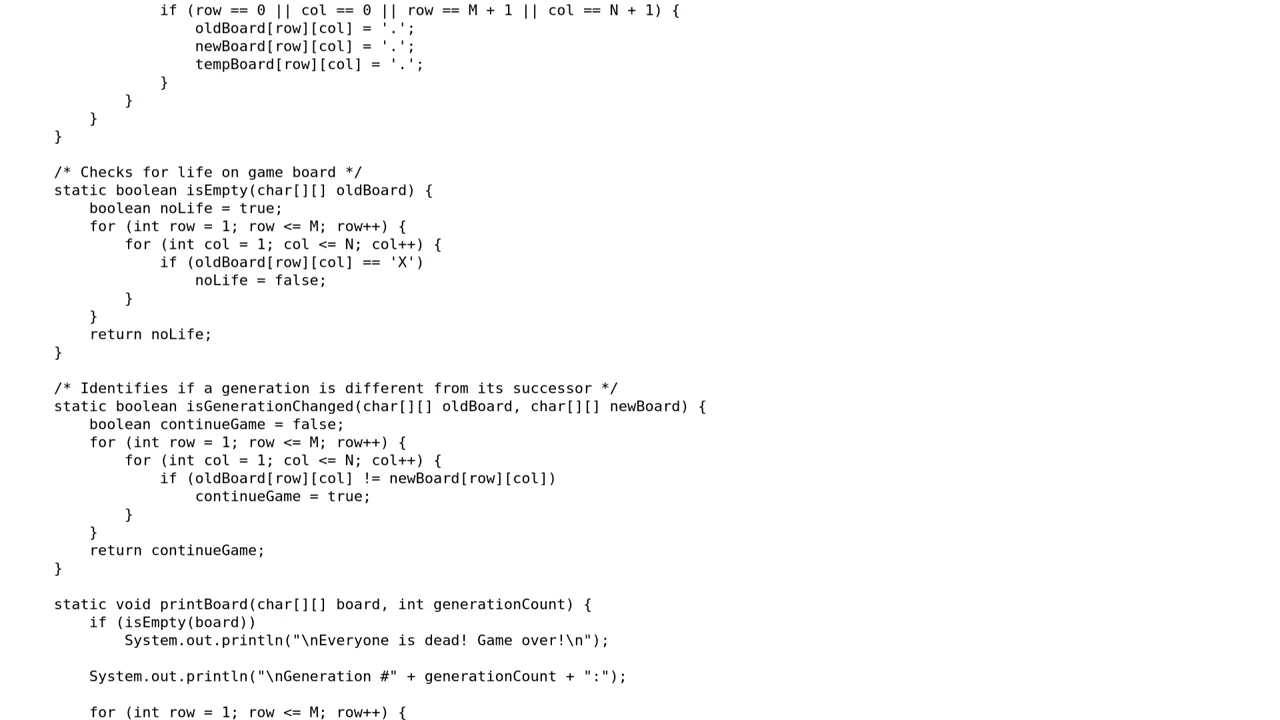 if (row == 0 || col == 0 || row == M + 1 || col == N + 1) {
                oldBoard[row][col] = '.';
                newBoard[row][col] = '.';
                tempBoard[row][col] = '.';
            }
        }
    }
}

/* Checks for life on game board */
static boolean isEmpty(char[][] oldBoard) {
    boolean noLife = true;
    for (int row = 1; row <= M; row++) {
        for (int col = 1; col <= N; col++) {
            if (oldBoard[row][col] == 'X')
                noLife = false;
        }
    }
    return noLife;
}

/* Identifies if a generation is different from its successor */
static boolean isGenerationChanged(char[][] oldBoard, char[][] newBoard) {
    boolean continueGame = false;
    for (int row = 1; row <= M; row++) {
        for (int col = 1; col <= N; col++) {
            if (oldBoard[row][col] != newBoard[row][col])
                continueGame = true;
        }
    }
    return continueGame;
}

static void printBoard(char[][] board, int generationCount) {
    if (isEmpty(board))
        System.out.println("\nEveryone is dead! Game over!\n");

    System.out.println("\nGeneration #" + generationCount + ":");

    for (int row = 1; row <= M; row++) {